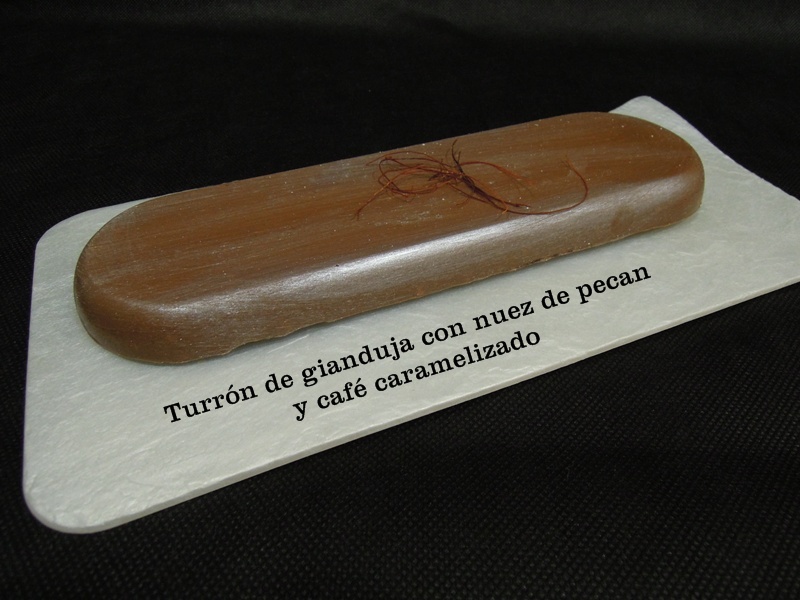 Turrón de gianduja con nuez de pecan
y café caramelizado